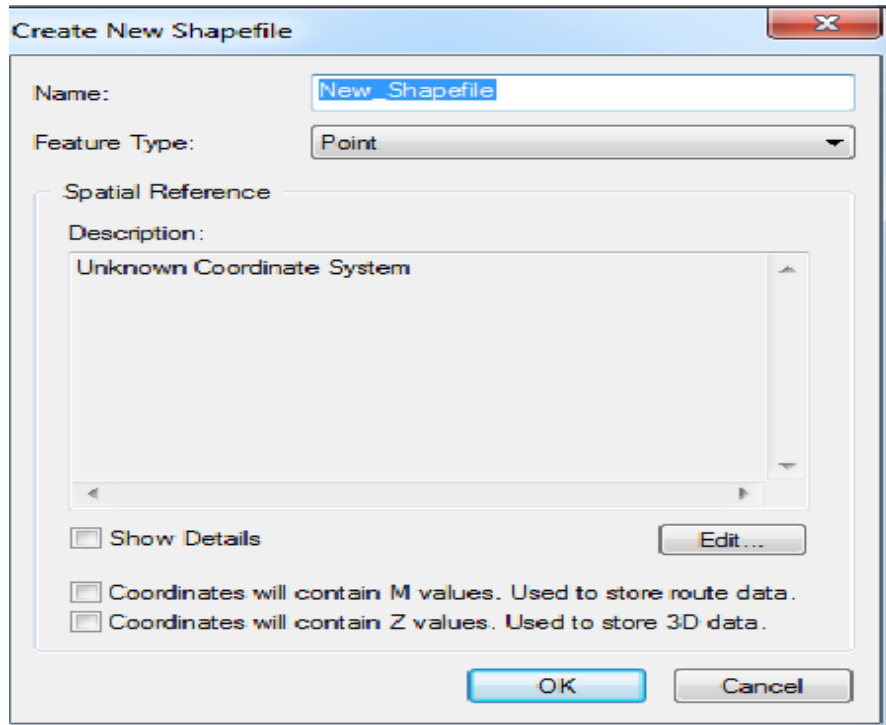 Create New Shapefile
Name: New_Shapefile
Feature Type: Point
Spatial Reference
Description:
Unknown Coordinate System
Show Details
Edit...
Coordinates will contain M values. Used to store route data.
Coordinates will contain Z values. Used to store 3D data.
OK Cancel